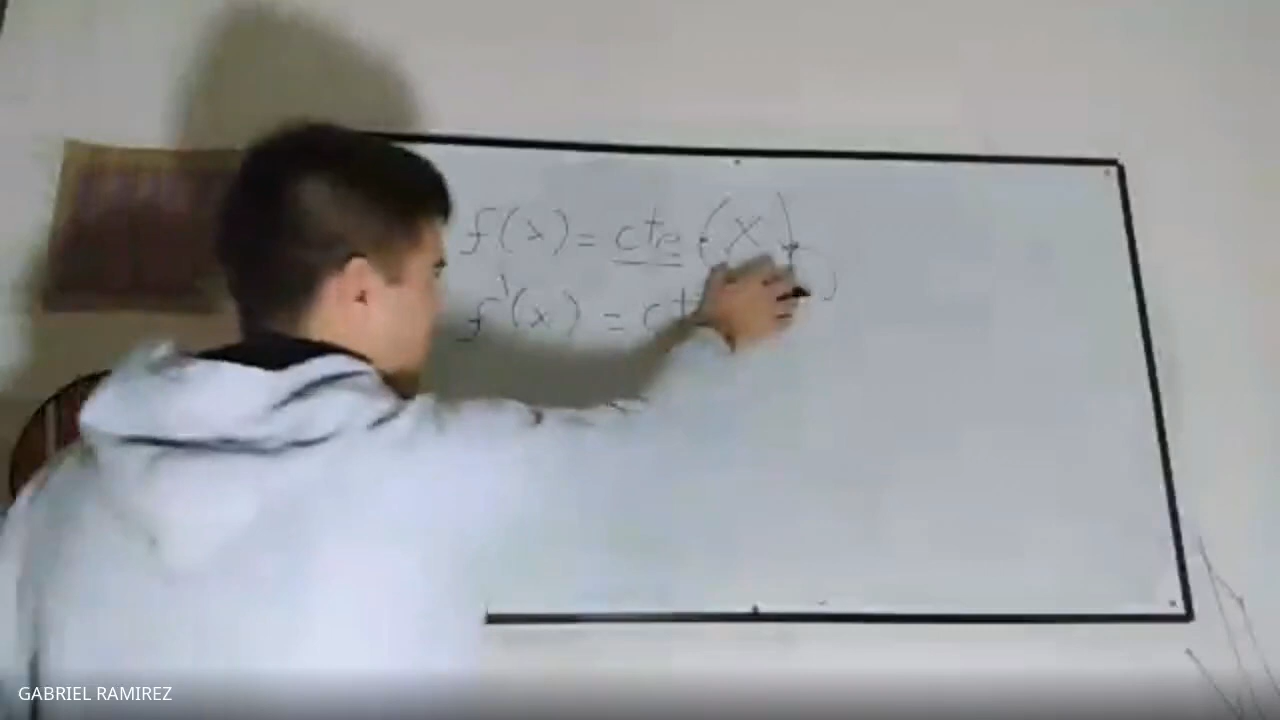 f(x) = cte · (x)
f'(x) = ct
GABRIEL RAMIREZ